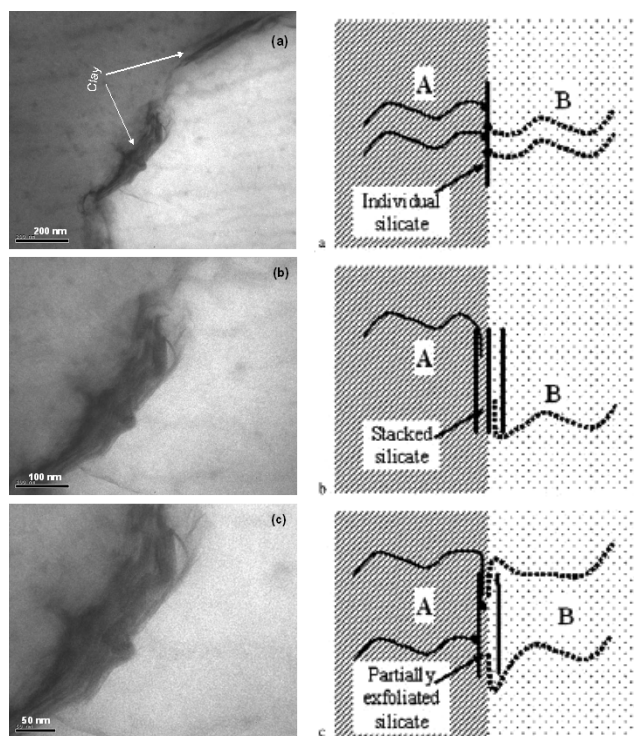 (a)
Clay
200 nm
(b)
100 nm
(c)
50 nm
A
B
Individual
silicate
a
A
B
Stacked
silicate
b
A
B
Partially
exfoliated
silicate
c